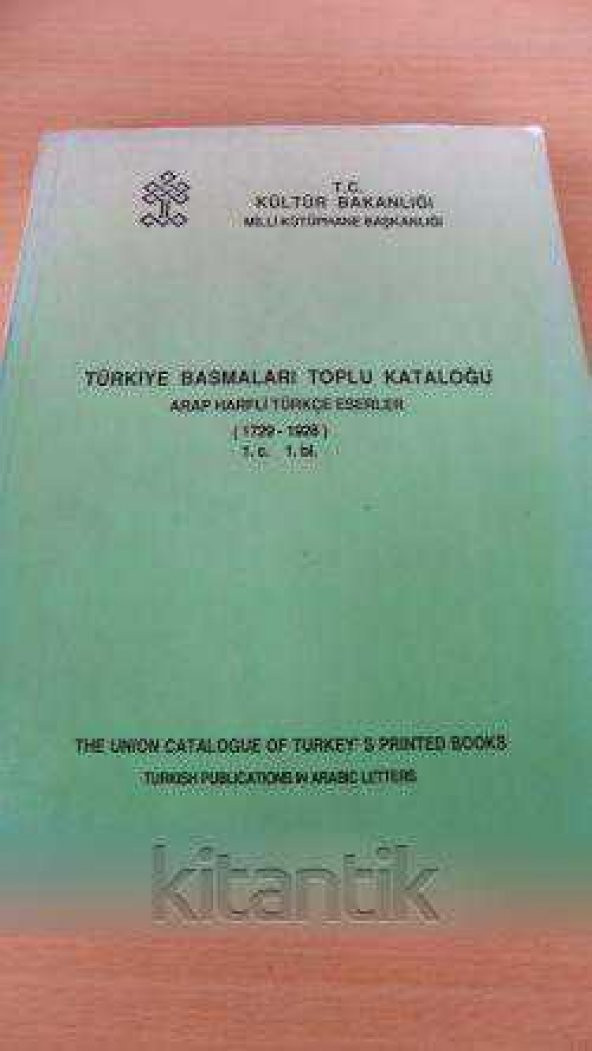 T.C.
KÜLTÜR BAKANLIĞI
MİLLİ KÜTÜPHANE BAŞKANLIĞI
TÜRKİYE BASMALARI TOPLU KATALOĞU
ARAP HARFLİ TÜRKÇE ESERLER
( 1729 - 1928 )
1. c. 1. bl.
THE UNION CATALOGUE OF TURKEY'S PRINTED BOOKS
TURKISH PUBLICATIONS IN ARABIC LETTERS
kitantik